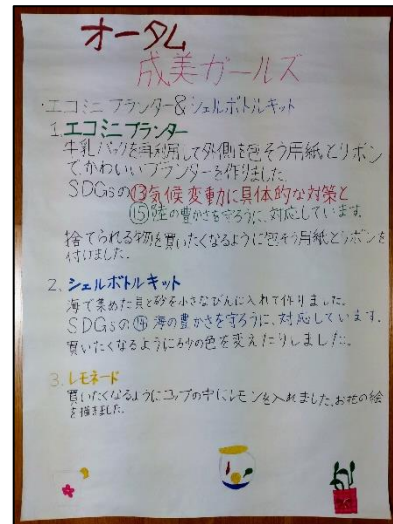 オータム
成美ガールズ
・エコミニプランター&シェルボトルキット
1.エコミニプランター
牛乳パックを再利用して外側を包そう用紙とリボン
で、かわいいプランターを作りました。
SDGsの⑬気候変動に具体的な対策と
⑮陸の豊かさを守ろうに、対応しています。
捨てられる物を買いたくなるように包そう用紙とリボンを
付けました。
2.シェルボトルキット
海で集めた貝と砂を小さなびんに入れて作りました。
SDGsの⑭海の豊かさを守ろうに、対応しています。
買いたくなるように砂の色を変えたりしました。
3.レモネード
買いたくなるようにコップの中にレモンを入れました。お花の絵
を描きました。